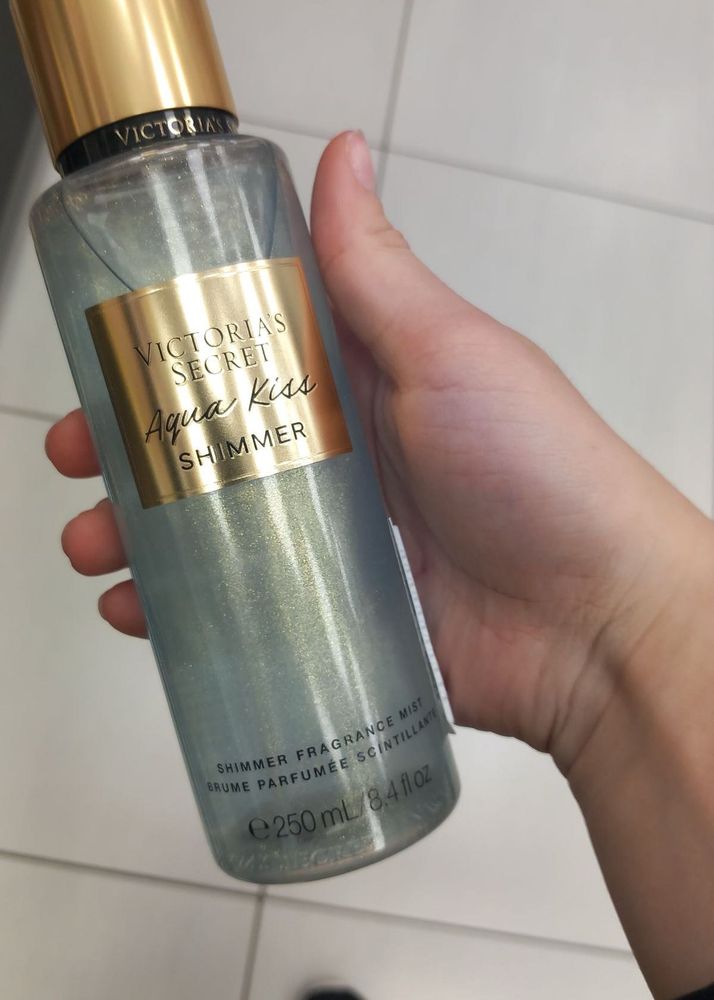 VICTORIA'S
VICTORIA'S
SECRET
Aqua Kiss
SHIMMER
SHIMMER FRAGRANCE MIST
BRUME PARFUMÉE SCINTILLANTE
℮ 250 mL/8.4 fl oz